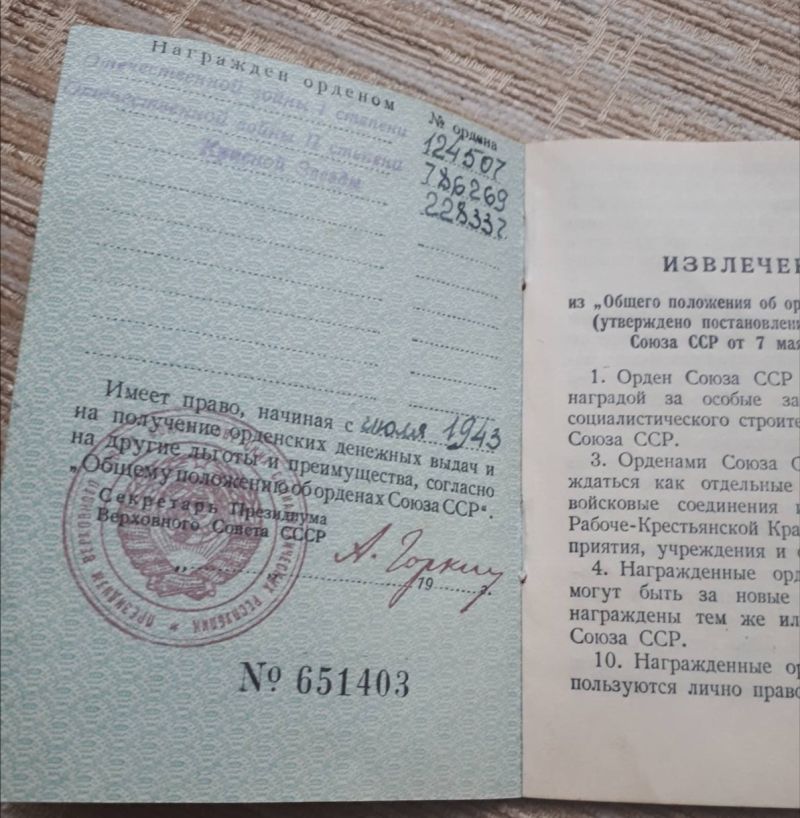 Награжден орденом
№ ордена
Отечественной войны I степени
124507
Отечественной войны II степени
786269
Красной Звезды
228337
Имеет право, начиная с июля 1943
на получение орденских денежных выдач и
на другие льготы и преимущества, согласно
„Общему положению об орденах Союза ССР“.
Секретарь Президиума
Верховного Совета СССР
А. Горкин
„ “ 19 г.
ПРЕЗИДИУМ ВЕРХОВНОГО
РЕСПУБЛИК
№ 651403
ИЗВЛЕЧЕН
из „Общего положения об ор
(утверждено постановлени
Союза ССР от 7 мая
1. Орден Союза ССР
наградой за особые за
социалистического строите
Союза ССР.
3. Орденами Союза С
ждаться как отдельные
войсковые соединения и
Рабоче-Крестьянской Кра
приятия, учреждения и о
4. Награжденные орд
могут быть за новые
награждены тем же ил
Союза ССР.
10. Награжденные ор
пользуются лично право